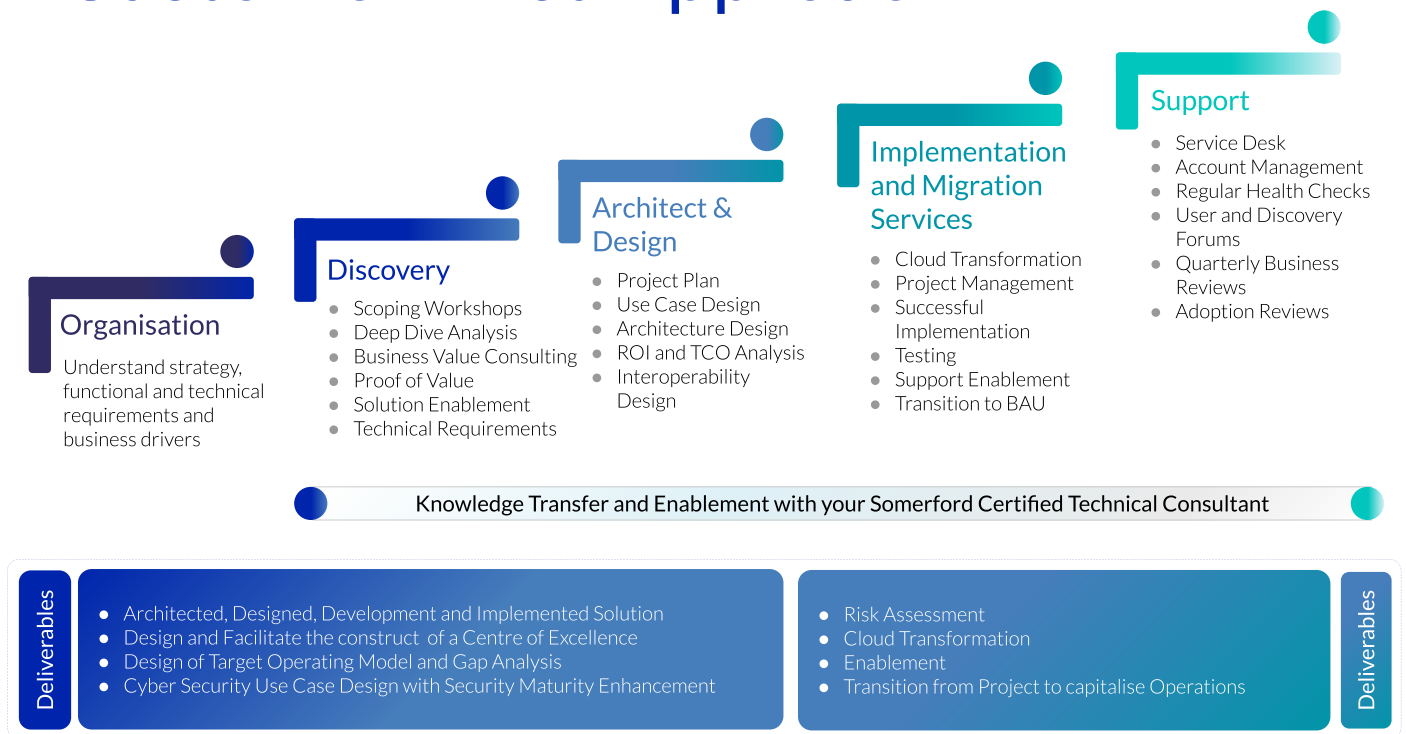 Organisation
Understand strategy,
functional and technical
requirements and
business drivers
Discovery
● Scoping Workshops
● Deep Dive Analysis
● Business Value Consulting
● Proof of Value
● Solution Enablement
● Technical Requirements
Architect &
Design
● Project Plan
● Use Case Design
● Architecture Design
● ROI and TCO Analysis
● Interoperability
Design
Implementation
and Migration
Services
● Cloud Transformation
● Project Management
● Successful
Implementation
● Testing
● Support Enablement
● Transition to BAU
Support
● Service Desk
● Account Management
● Regular Health Checks
● User and Discovery
Forums
● Quarterly Business
Reviews
● Adoption Reviews
Knowledge Transfer and Enablement with your Somerford Certified Technical Consultant
Deliverables
● Architected, Designed, Development and Implemented Solution
● Design and Facilitate the construct of a Centre of Excellence
● Design of Target Operating Model and Gap Analysis
● Cyber Security Use Case Design with Security Maturity Enhancement
● Risk Assessment
● Cloud Transformation
● Enablement
● Transition from Project to capitalise Operations
Deliverables